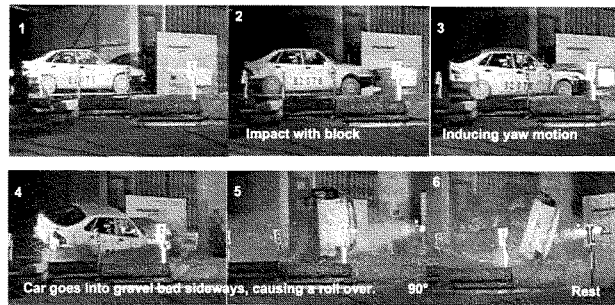 1
2
3
Impact with block
Inducing yaw motion
4
5
6
Car goes into gravel bed sideways, causing a roll over.
90°
Rest